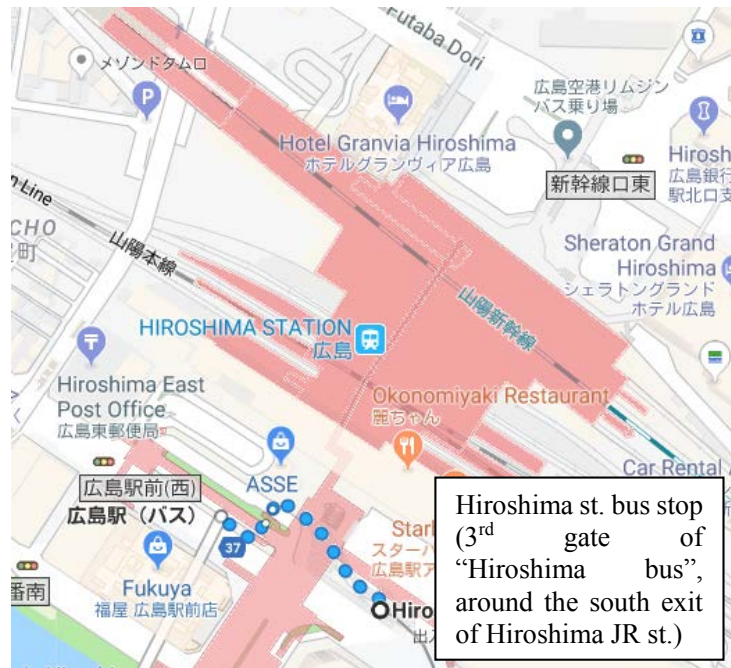 Futaba Dori
メゾンドタムロ
P
広島空港リムジン
バス乗り場
Hotel Granvia Hiroshima
ホテルグランヴィア広島
新幹線口東
Hirosh
広島銀行
駅北口支
Line
山陽本線
山陽新幹線
CHO
町
Sheraton Grand
Hiroshima
シェラトングランド
ホテル広島
HIROSHIMA STATION
広島
Hiroshima East
Post Office
広島東郵便局
Okonomiyaki Restaurant
麗ちゃん
Car Rental
ASSE
広島駅前(西)
広島駅（バス）
37
Fukuya
福屋 広島駅前店
番南
Star
スター
広島駅
Hiro
出
Hiroshima st. bus stop
(3rd gate of
“Hiroshima bus”,
around the south exit
of Hiroshima JR st.)